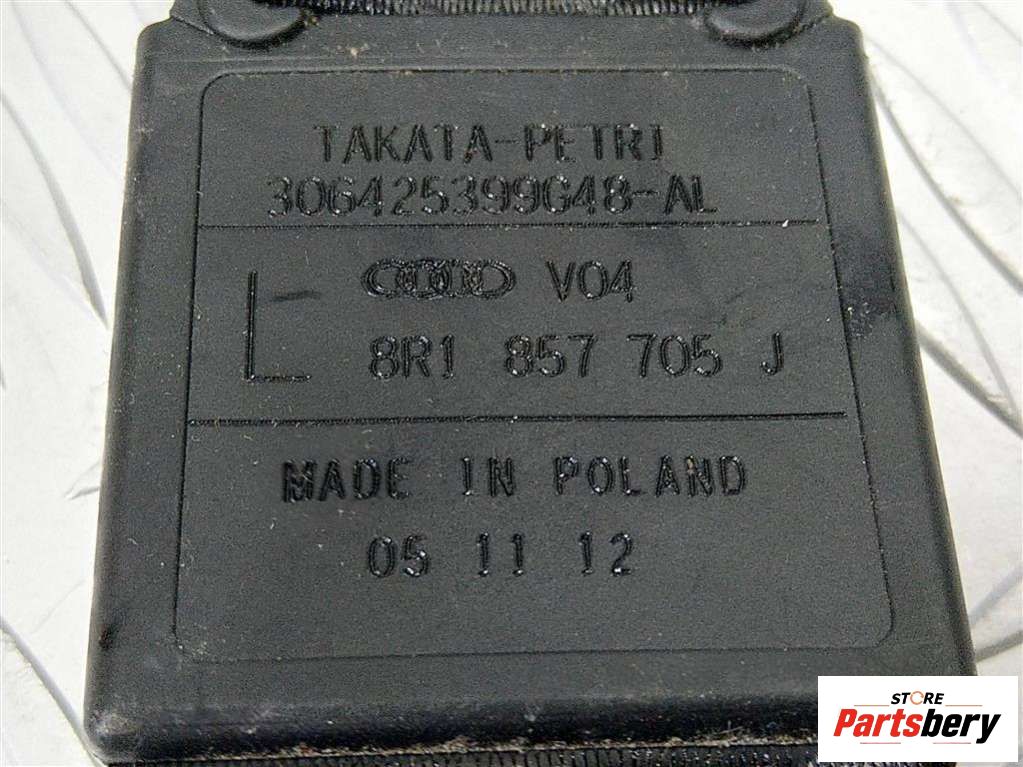 TAKATA-PETRI
306425399G48-AL
V04
L
8R1 857 705 J
MADE IN POLAND
05 11 12
STORE
Partsbery